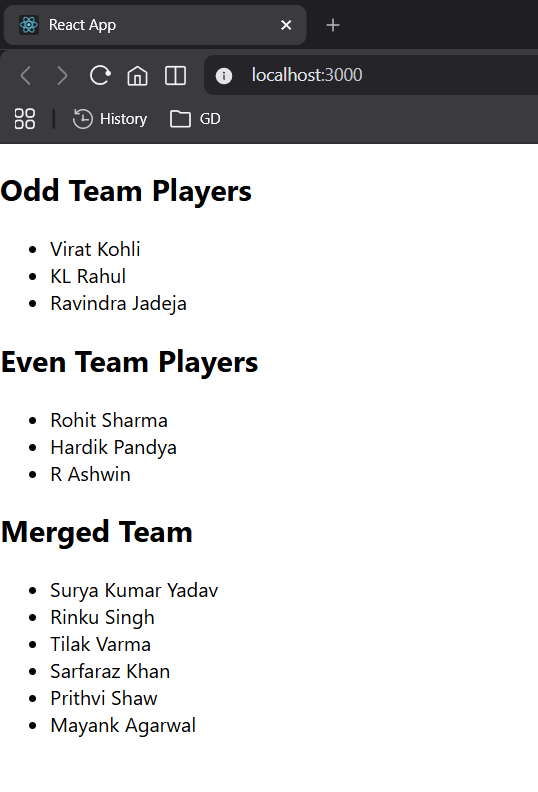 React App
localhost:3000
History
GD
Odd Team Players
Virat Kohli
KL Rahul
Ravindra Jadeja
Even Team Players
Rohit Sharma
Hardik Pandya
R Ashwin
Merged Team
Surya Kumar Yadav
Rinku Singh
Tilak Varma
Sarfaraz Khan
Prithvi Shaw
Mayank Agarwal